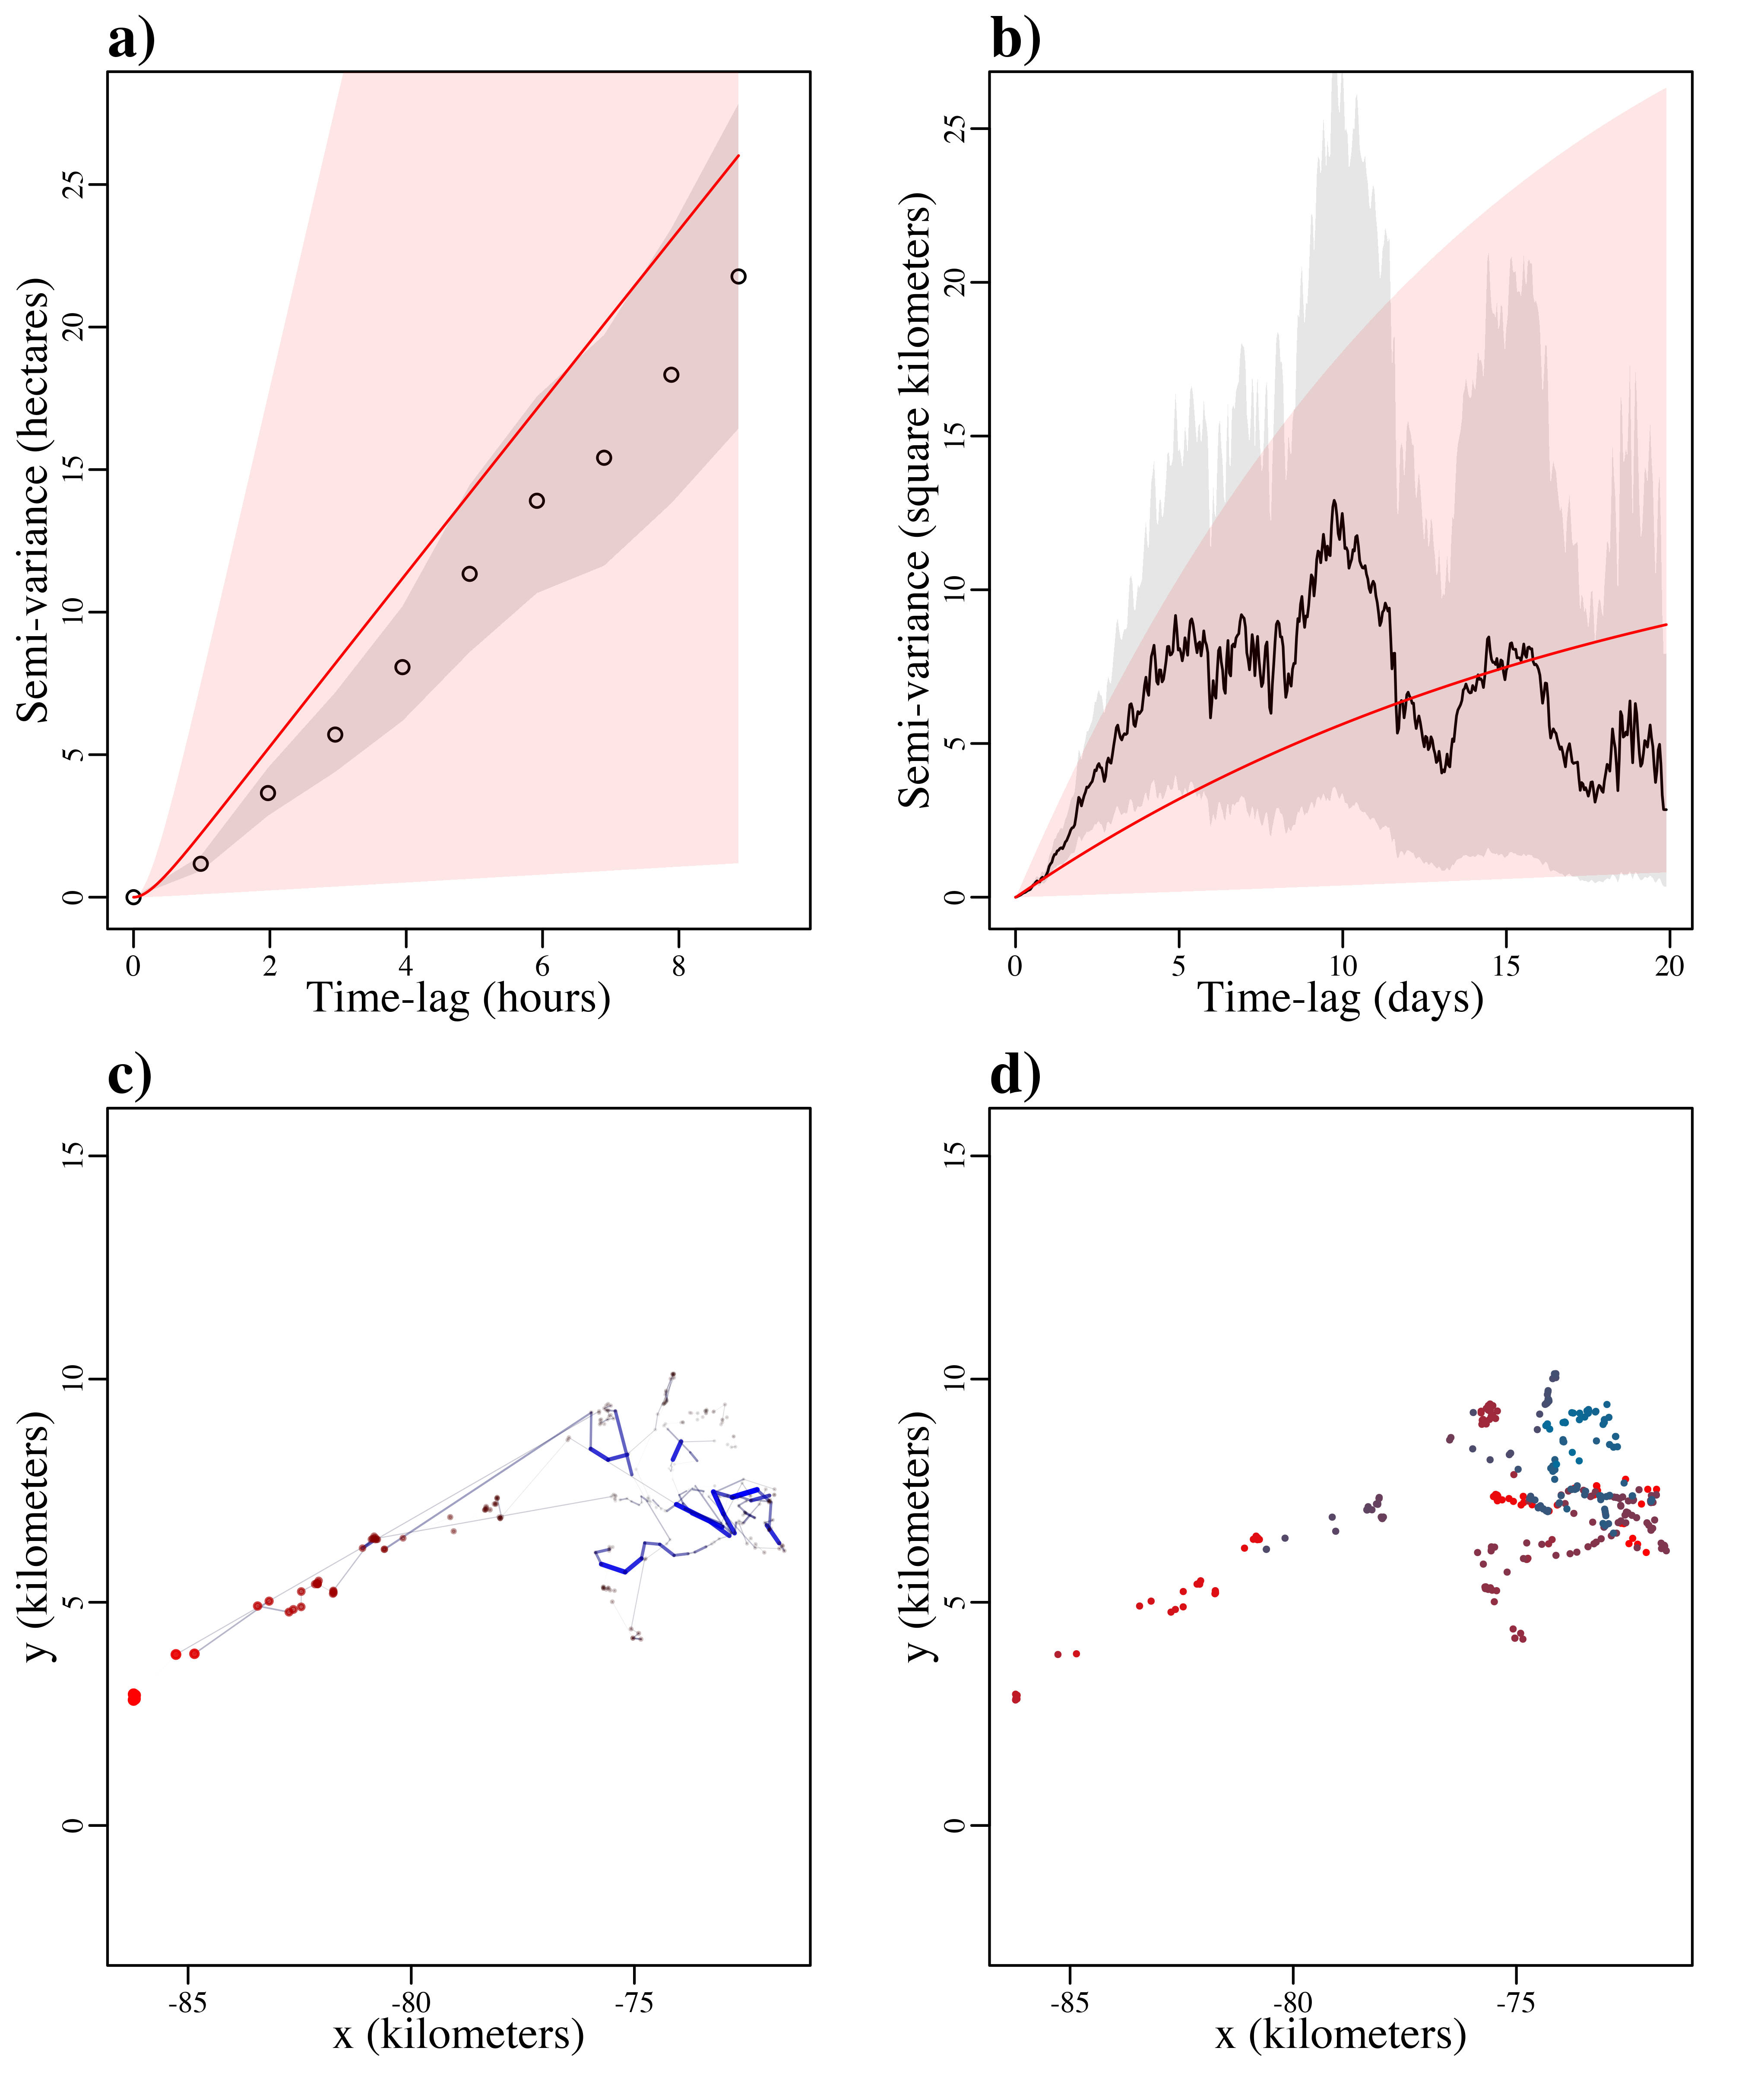 a)
Semi-variance (hectares)
25
20
15
10
5
0
0 2 4 6 8
Time-lag (hours)
b)
Semi-variance (square kilometers)
25
20
15
10
5
0
0 5 10 15 20
Time-lag (days)
c)
y (kilometers)
15
10
5
0
-85 -80 -75
x (kilometers)
d)
y (kilometers)
15
10
5
0
-85 -80 -75
x (kilometers)